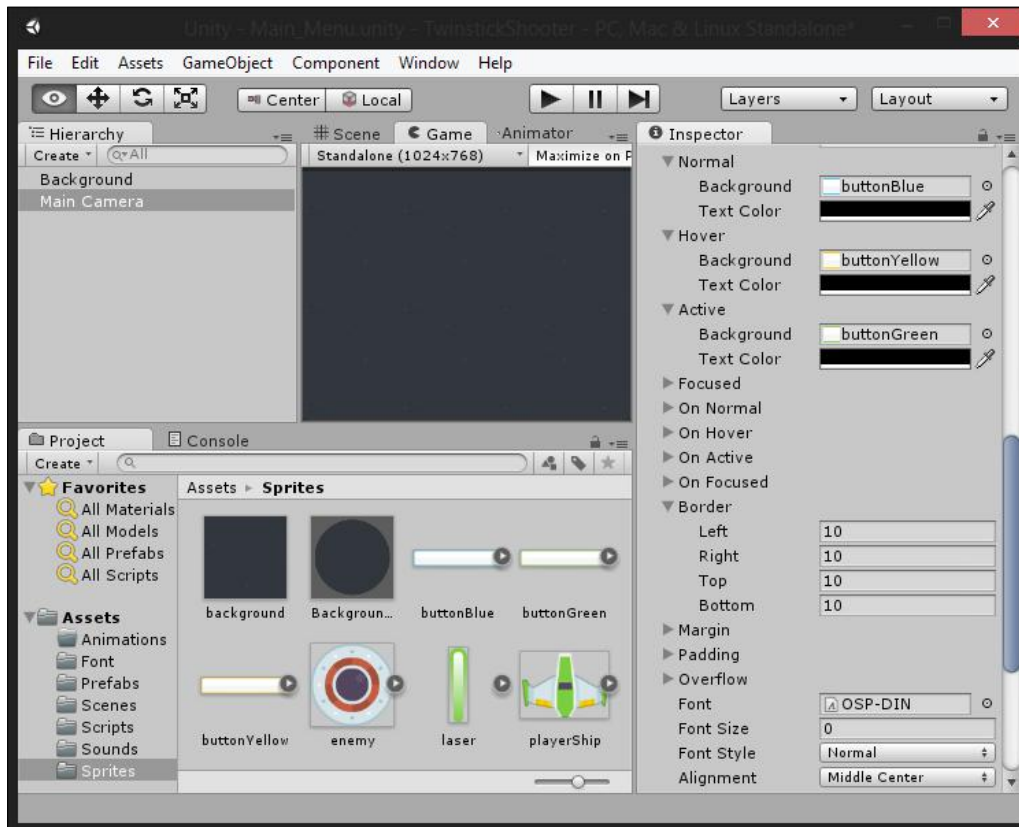 Unity - Main_Menu.unity - TwinstickShooter - PC, Mac & Linux Standalone*
File Edit Assets GameObject Component Window Help
Center Local Layers Layout
Hierarchy
Create All
Background
Main Camera
Scene Game Animator
Standalone (1024x768) Maximize on P
Project Console
Create
Favorites
All Materials
All Models
All Prefabs
All Scripts
Assets
Animations
Font
Prefabs
Scenes
Scripts
Sounds
Sprites
Assets Sprites
background Backgroun... buttonBlue buttonGreen
buttonYellow enemy laser playerShip
Inspector
Normal
Background buttonBlue
Text Color
Hover
Background buttonYellow
Text Color
Active
Background buttonGreen
Text Color
Focused
On Normal
On Hover
On Active
On Focused
Border
Left 10
Right 10
Top 10
Bottom 10
Margin
Padding
Overflow
Font OSP-DIN
Font Size 0
Font Style Normal
Alignment Middle Center